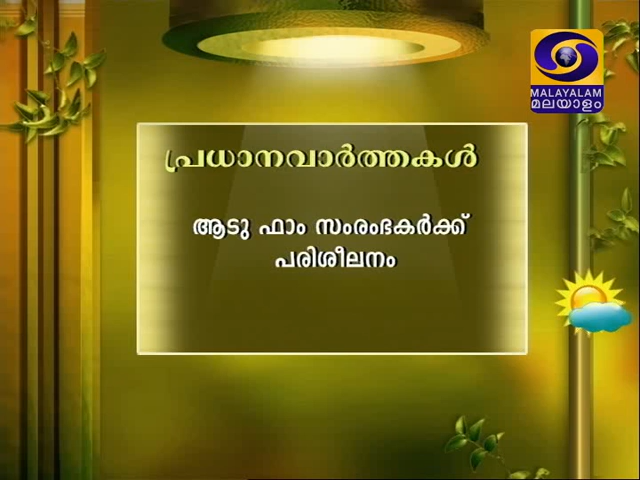 MALAYALAM
മലയാളം
പ്രധാനവാർത്തകൾ
ആടു ഫാം സംരംഭകർക്ക്
പരിശീലനം